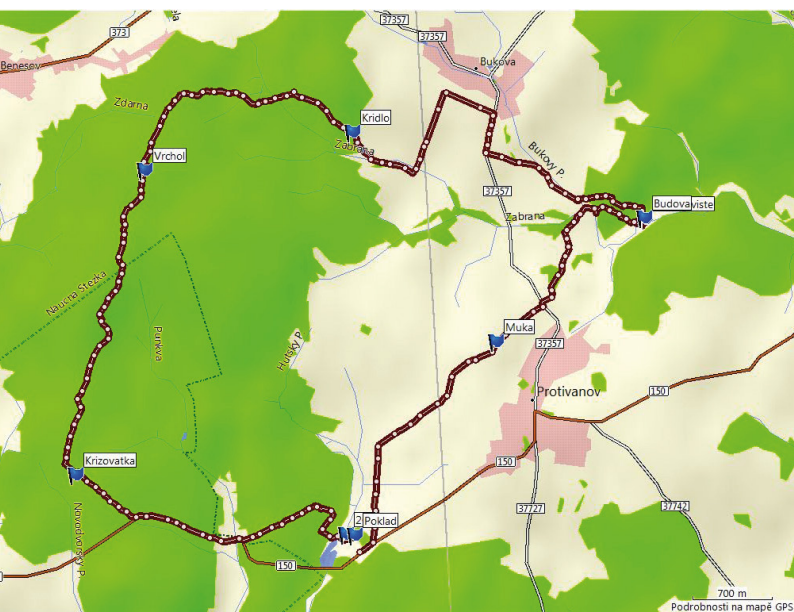 37357
373
37357
Benesov
Bukova
Zdarna
Kridlo
Zabrana
Vrchol
Bukovy P.
37357
Zabrana
Budova
viste
Naucna Stezka
Punkva
Hutsky P.
Muka
37357
Protivanov
150
Krizovatka
150
Novodvorsky P.
37727
37742
2
Poklad
150
700 m
Podrobnosti na mapě GPS